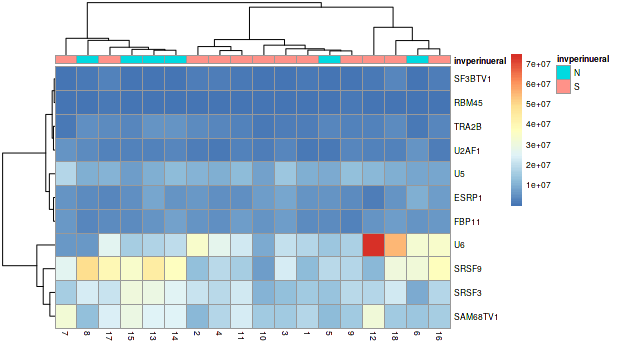 invperinueral
SF3BTV1
RBM45
TRA2B
U2AF1
U5
ESRP1
FBP11
U6
SRSF9
SRSF3
SAM68TV1
7 8 17 15 13 14 2 4 11 10 3 1 5 9 12 18 6 16
7e+07
6e+07
5e+07
4e+07
3e+07
2e+07
1e+07
invperinueral
N
S